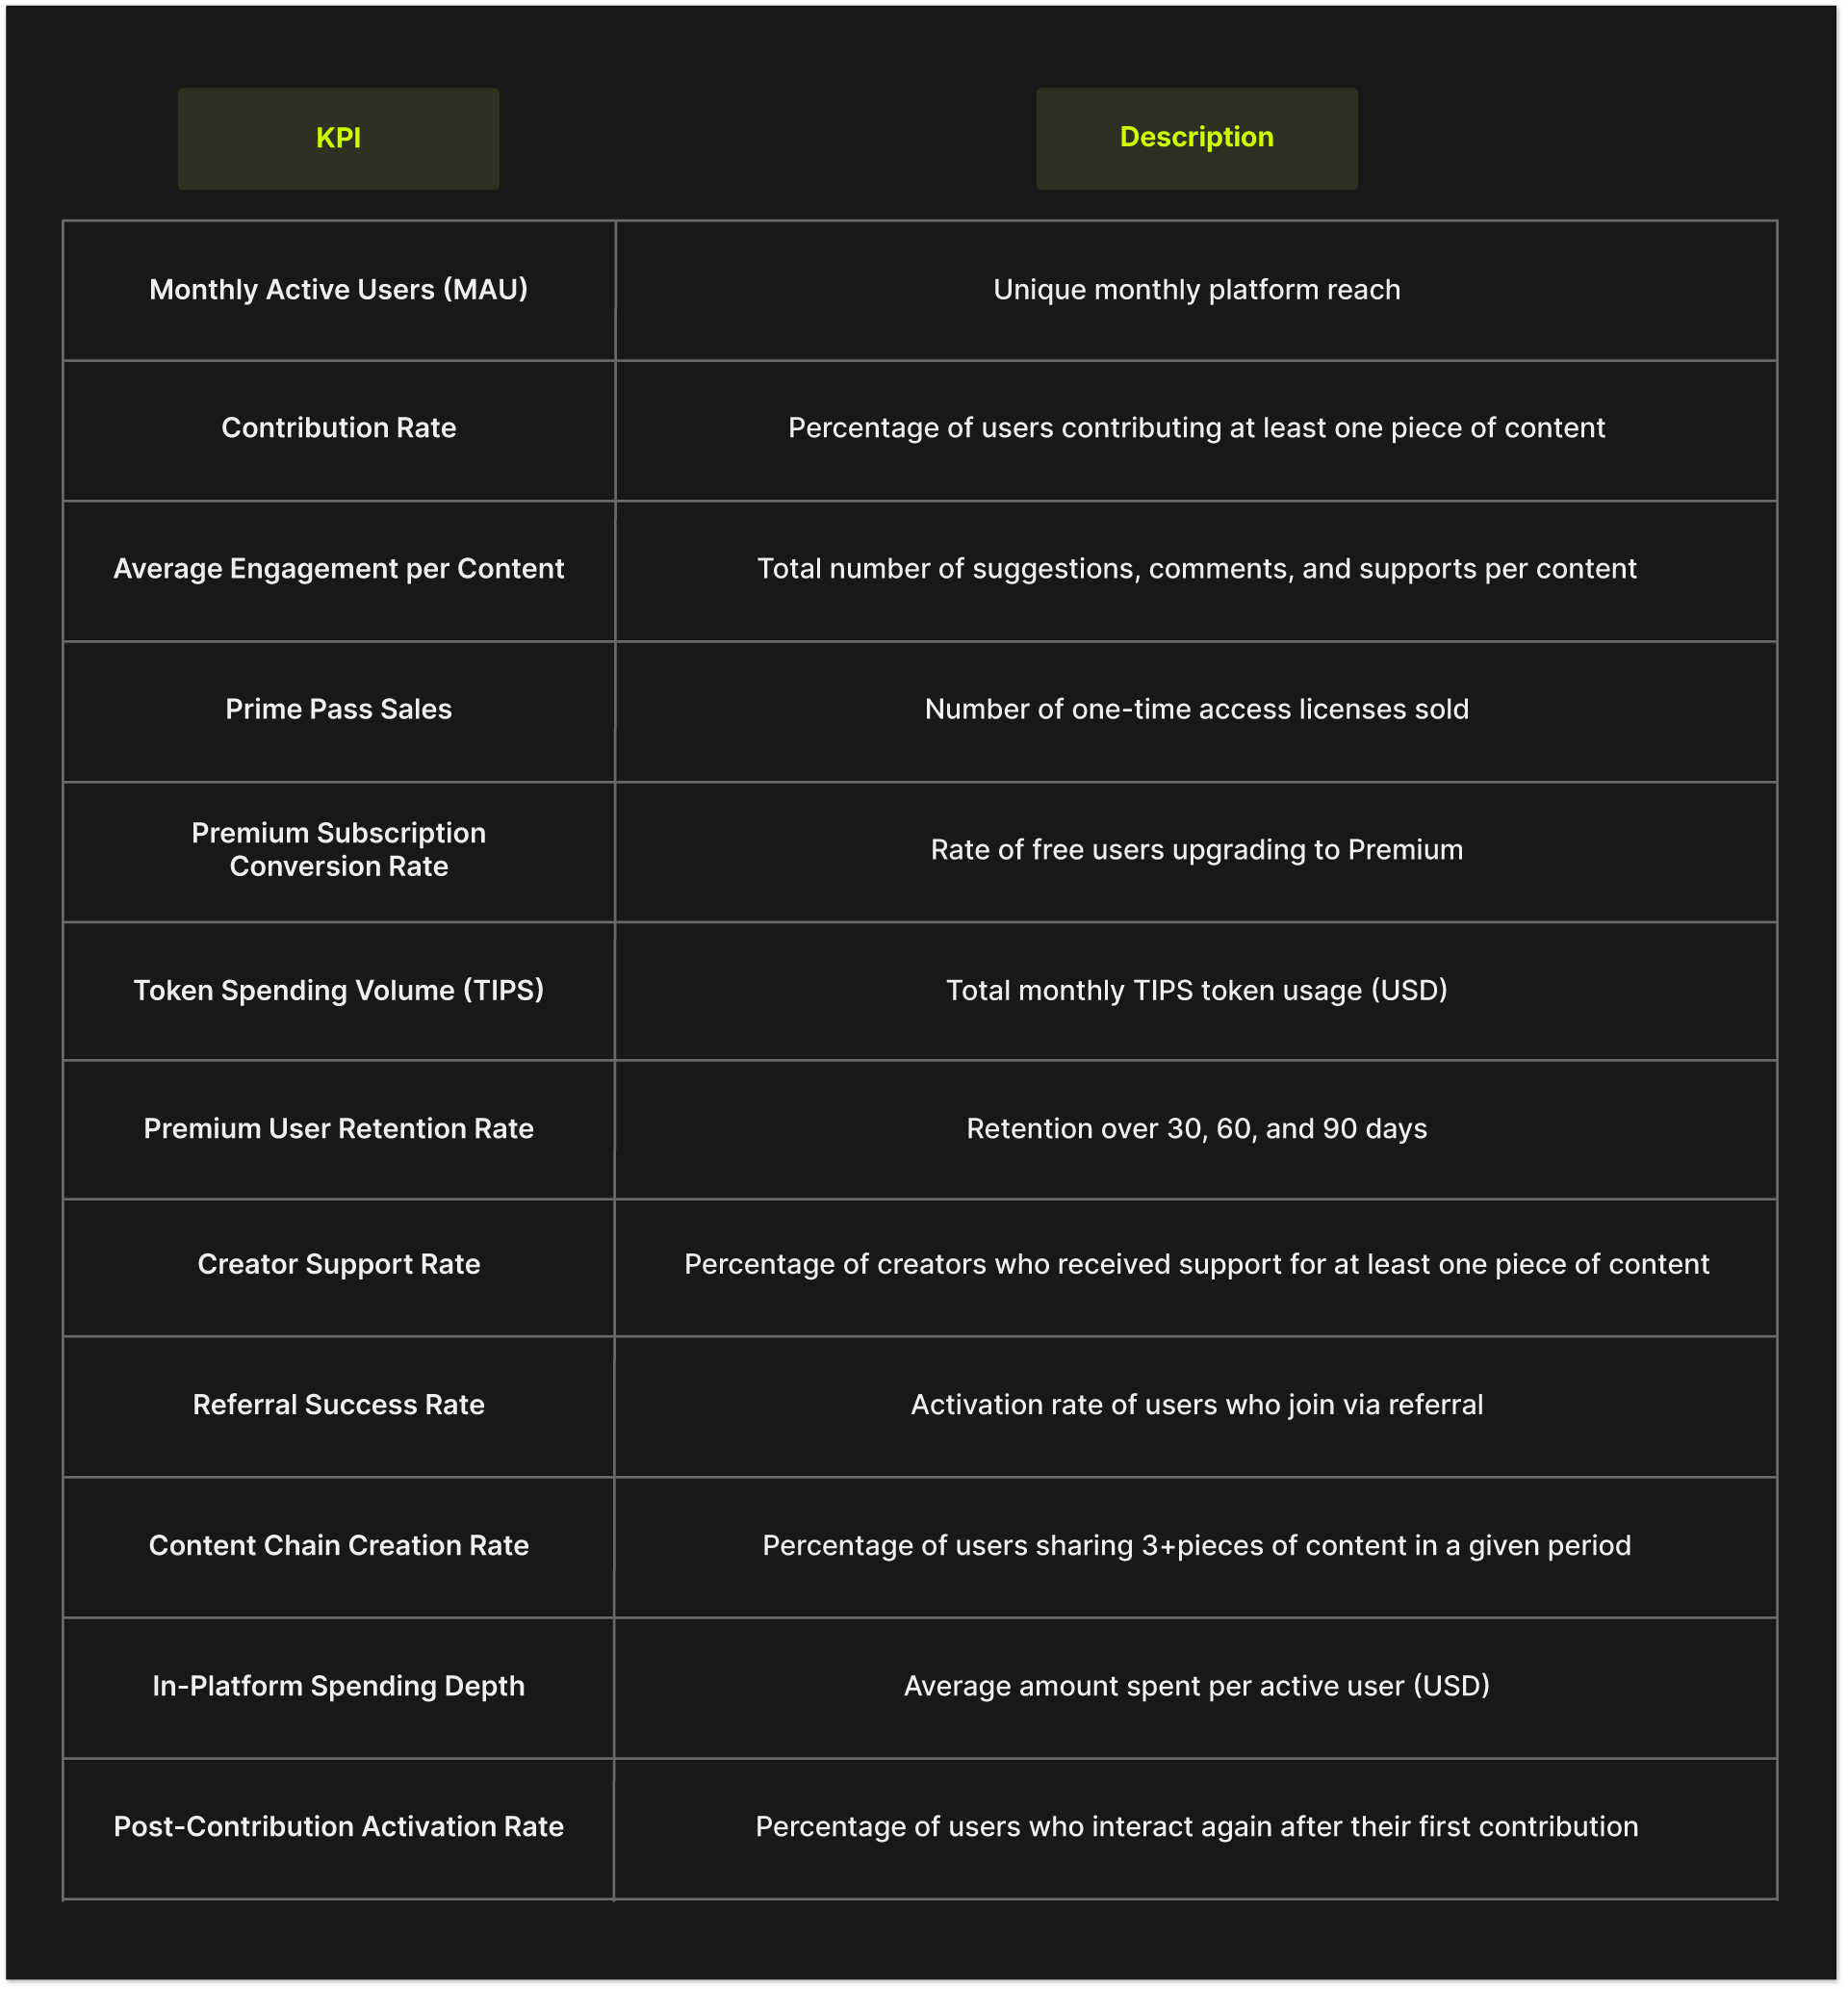 KPI
Description
Monthly Active Users (MAU)
Unique monthly platform reach
Contribution Rate
Percentage of users contributing at least one piece of content
Average Engagement per Content
Total number of suggestions, comments, and supports per content
Prime Pass Sales
Number of one-time access licenses sold
Premium Subscription
Conversion Rate
Rate of free users upgrading to Premium
Token Spending Volume (TIPS)
Total monthly TIPS token usage (USD)
Premium User Retention Rate
Retention over 30, 60, and 90 days
Creator Support Rate
Percentage of creators who received support for at least one piece of content
Referral Success Rate
Activation rate of users who join via referral
Content Chain Creation Rate
Percentage of users sharing 3+pieces of content in a given period
In-Platform Spending Depth
Average amount spent per active user (USD)
Post-Contribution Activation Rate
Percentage of users who interact again after their first contribution